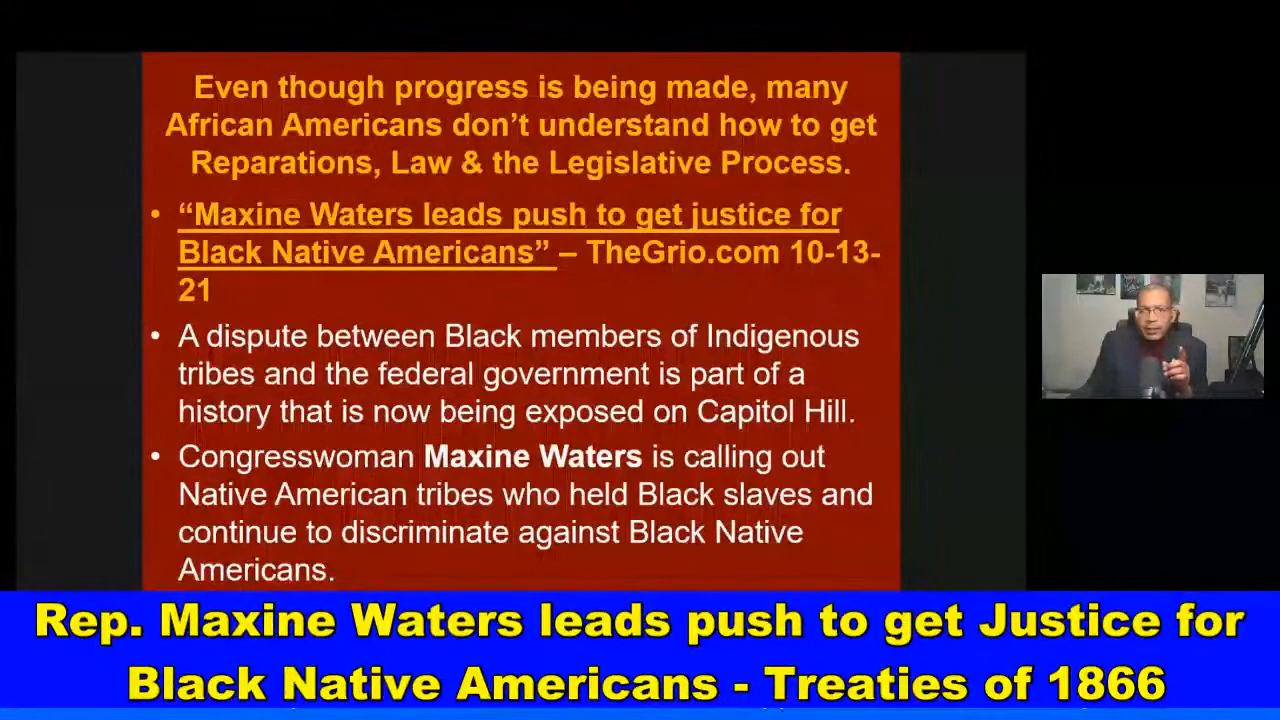 Even though progress is being made, many
African Americans don’t understand how to get
Reparations, Law & the Legislative Process.
• “Maxine Waters leads push to get justice for
Black Native Americans” – TheGrio.com 10-13-
21
• A dispute between Black members of Indigenous
tribes and the federal government is part of a
history that is now being exposed on Capitol Hill.
• Congresswoman Maxine Waters is calling out
Native American tribes who held Black slaves and
continue to discriminate against Black Native
Americans.
Rep. Maxine Waters leads push to get Justice for
Black Native Americans - Treaties of 1866